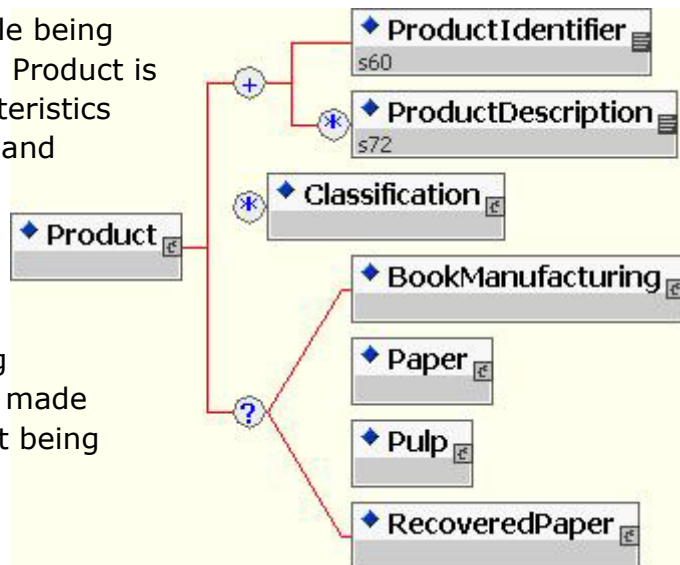 le being
Product is
teristics
and
g
made
t being
Product
+
ProductIdentifier
s60
*
ProductDescription
s72
*
Classification
?
BookManufacturing
Paper
Pulp
RecoveredPaper